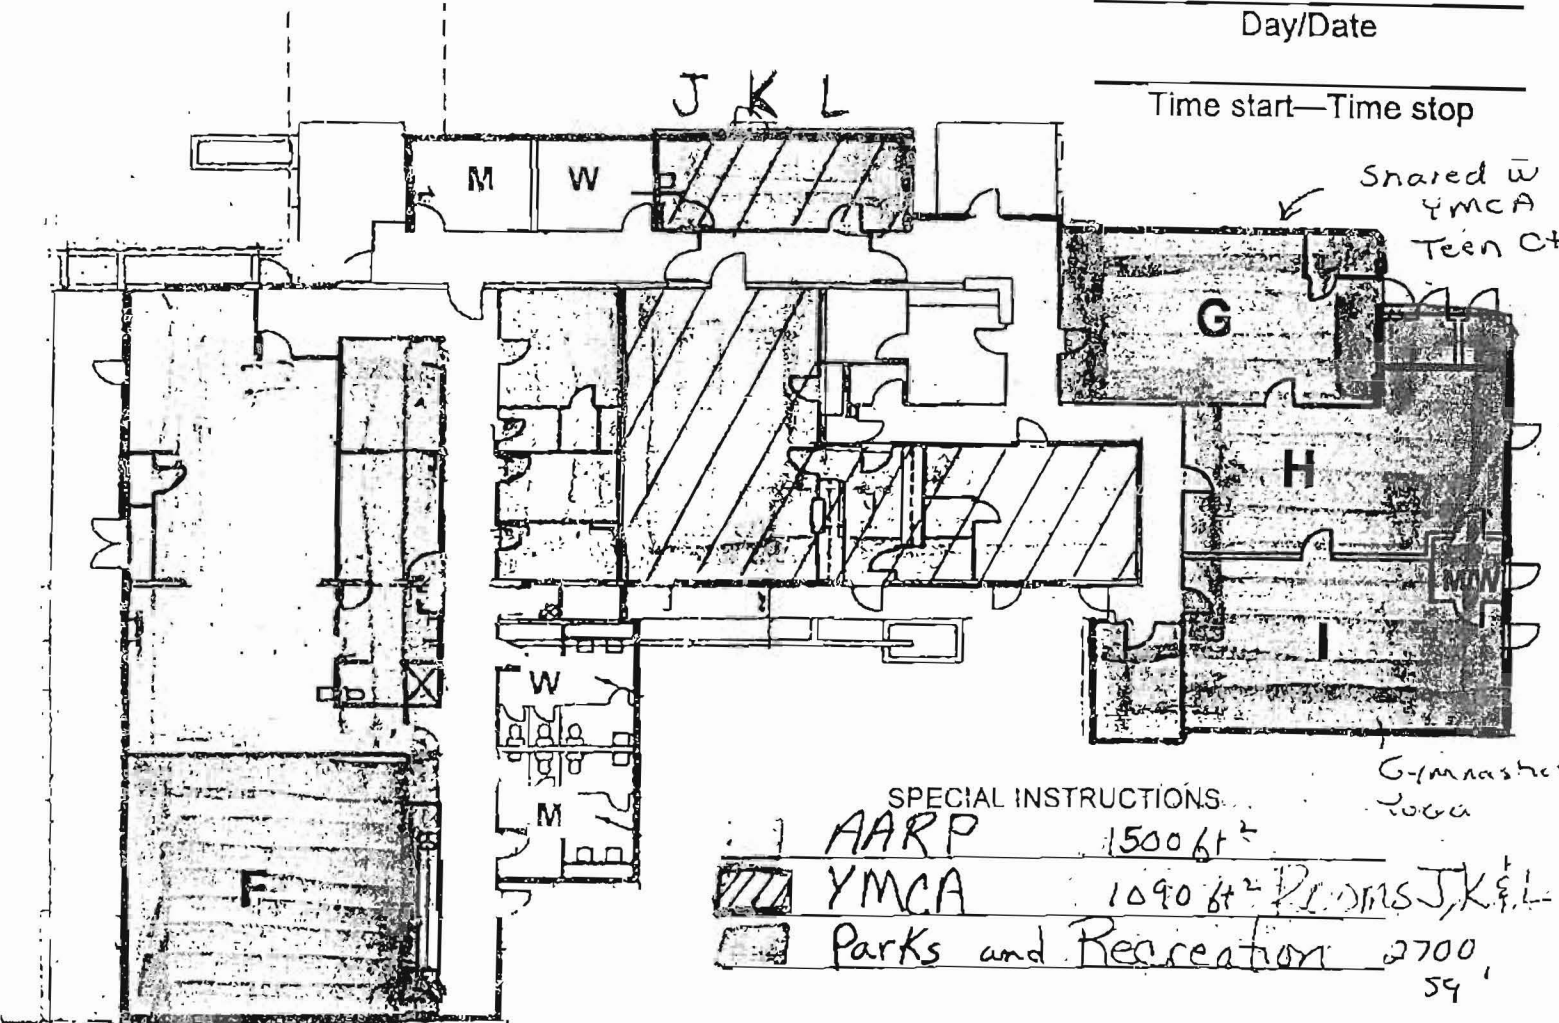 Day/Date
Time start—Time stop
J K L
Shared w̄
YMCA
Teen Ct
M
W
G
H
M W
I
W
M
F
X
Gymnastic
Yoga
SPECIAL INSTRUCTIONS
AARP 1500 ft²
YMCA 1090 ft² Rooms J, K & L
Parks and Recreation 2700
sq '